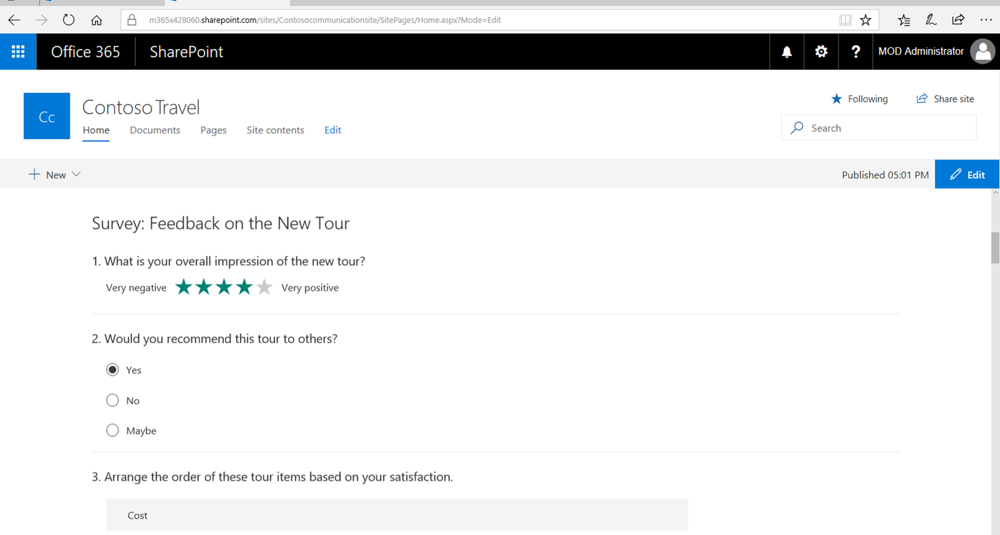 m365x428060.sharepoint.com/sites/Contosocommunicationsite/SitePages/Home.aspx?Mode=Edit
Office 365 SharePoint ? MOD Administrator
Cc
Contoso Travel
Home Documents Pages Site contents Edit
Following Share site
Search
New
Published 05:01 PM
Edit
Survey: Feedback on the New Tour
1. What is your overall impression of the new tour?
Very negative Very positive
2. Would you recommend this tour to others?
Yes
No
Maybe
3. Arrange the order of these tour items based on your satisfaction.
Cost